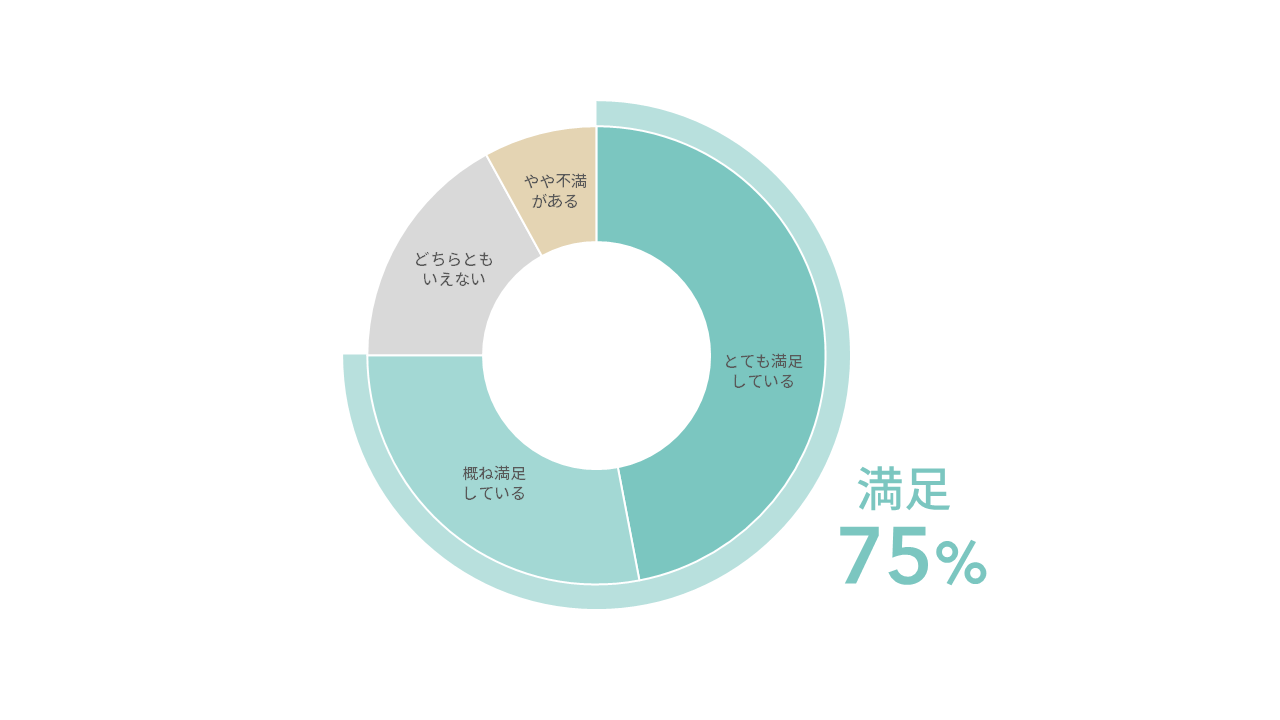 やや不満
がある
どちらとも
いえない
とても満足
している
概ね満足
している
満足
75%